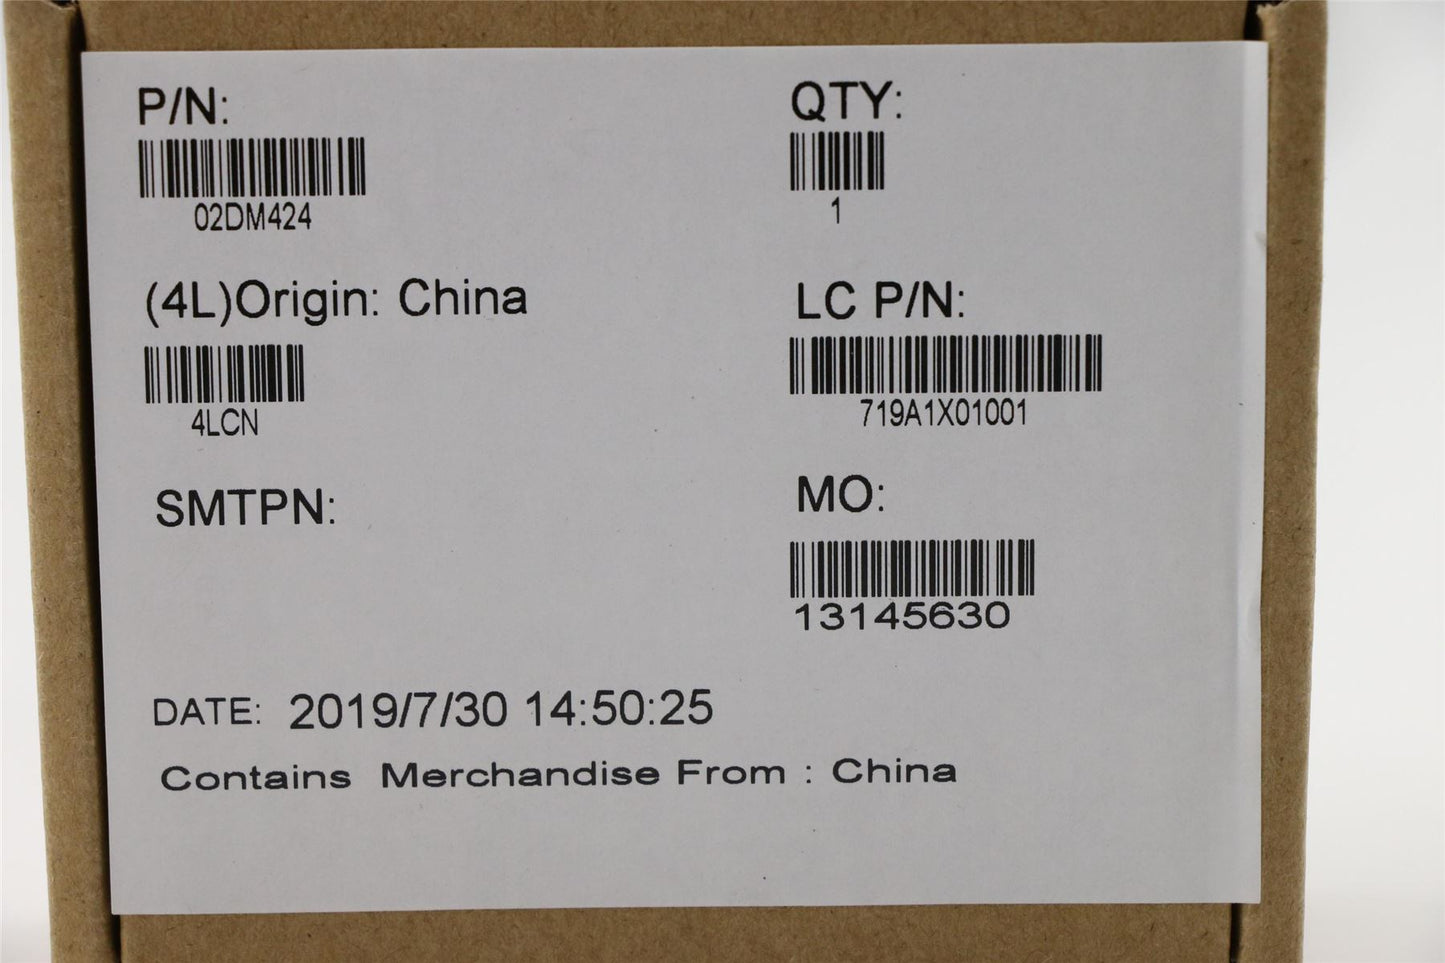 P/N:
02DM424
QTY:
1
(4L)Origin: China
4LCN
LC P/N:
719A1X01001
SMTPN:
MO:
13145630
DATE: 2019/7/30 14:50:25
Contains Merchandise From : China